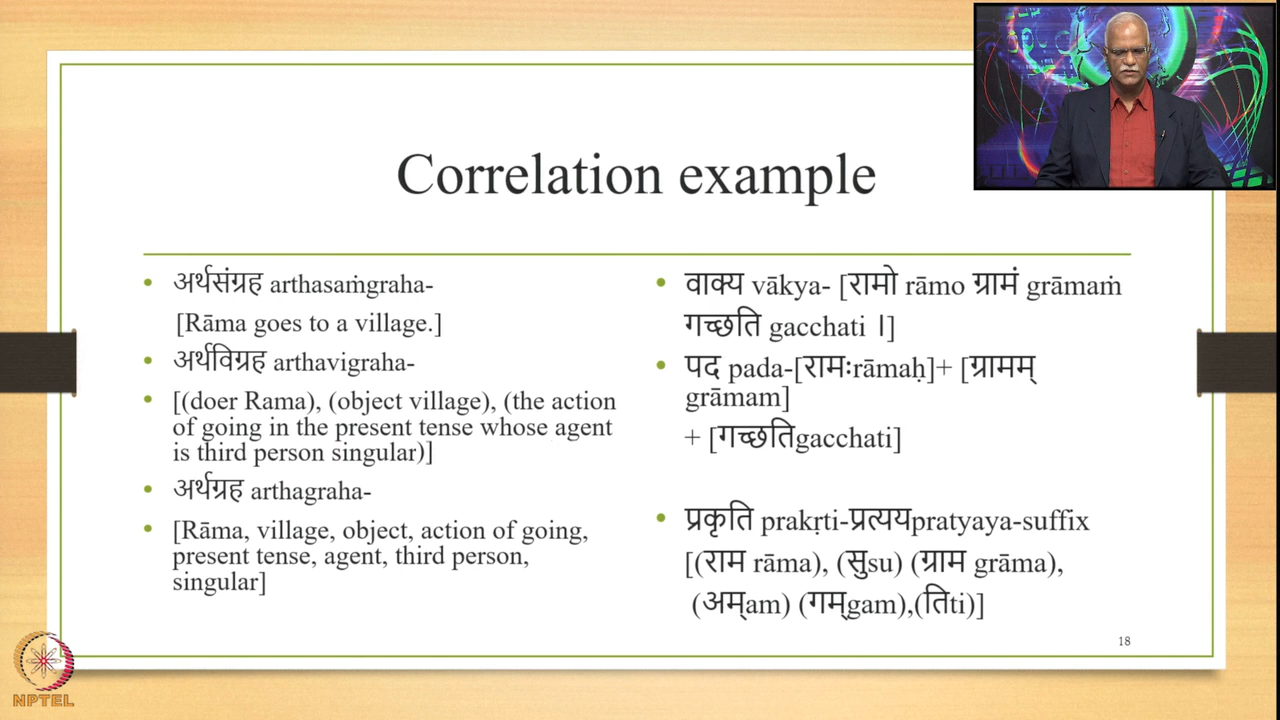 Correlation example
• अर्थसंग्रह arthasaṁgraha-
[Rāma goes to a village.]
• अर्थविग्रह arthavigraha-
• [(doer Rama), (object village), (the action
of going in the present tense whose agent
is third person singular)]
• अर्थग्रह arthagraha-
• [Rāma, village, object, action of going,
present tense, agent, third person,
singular]
• वाक्य vākya- [रामो rāmo ग्रामं grāmaṁ
गच्छति gacchati ।]
• पद pada-[रामःrāmaḥ]+ [ग्रामम्
grāmam]
+ [गच्छतिgacchati]
• प्रकृति prakṛti-प्रत्ययpratyaya-suffix
[(राम rāma), (सुsu) (ग्राम grāma),
(अम्am) (गम्gam),(तिti)]
18
NPTEL